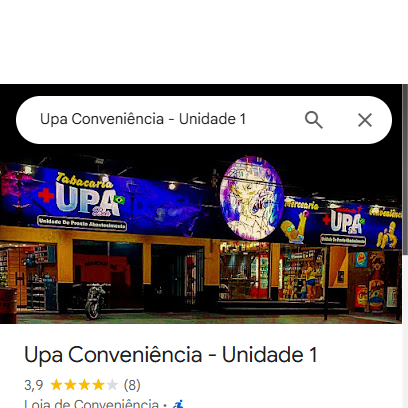 Upa Conveniência - Unidade 1
Tabacaria
+UPA
Unidade De Pronto Abastecimento
Mercearia
+UPA
Unidade De Pronto Abastecimento
Conveniência
Upa Conveniência - Unidade 1
3,9 (8)
Loja de Conveniência ·